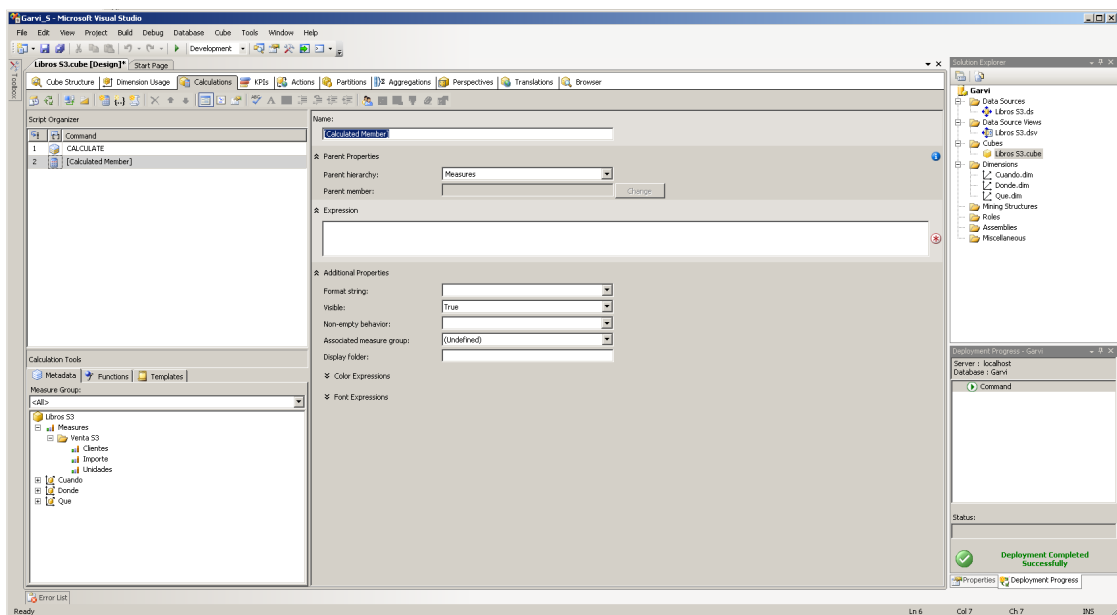 Garvi_S - Microsoft Visual Studio
File Edit View Project Build Debug Database Cube Tools Window Help
Development
Toolbox
Libros S3.cube [Design]* Start Page
Cube Structure Dimension Usage Calculations KPIs Actions Partitions Aggregations Perspectives Translations Browser
Script Organizer
Command
1 CALCULATE
2 [Calculated Member]
Calculation Tools
Metadata Functions Templates
Measure Group:
<All>
Libros S3
Measures
Venta S3
Clientes
Importe
Unidades
Cuando
Donde
Que
Name:
[Calculated Member]
Parent Properties
Parent hierarchy: Measures
Parent member: Change
Expression
Additional Properties
Format string:
Visible: True
Non-empty behavior:
Associated measure group: (Undefined)
Display folder:
Color Expressions
Font Expressions
Solution Explorer
Garvi
Data Sources
Libros S3.ds
Data Source Views
Libros S3.dsv
Cubes
Libros S3.cube
Dimensions
Cuando.dim
Donde.dim
Que.dim
Mining Structures
Roles
Assemblies
Miscellaneous
Deployment Progress - Garvi
Server : localhost
Database : Garvi
Command
Status:
Deployment Completed
Successfully
Properties Deployment Progress
Error List
Ready Ln 6 Col 7 Ch 7 INS